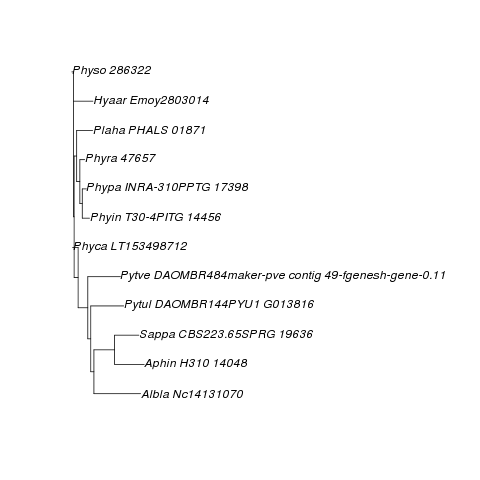 Physo 286322
Hyaar Emoy2803014
Plaha PHALS 01871
Phyra 47657
Phypa INRA-310PPTG 17398
Phyin T30-4PITG 14456
Phyca LT153498712
Pytve DAOMBR484maker-pve contig 49-fgenesh-gene-0.11
Pytul DAOMBR144PYU1 G013816
Sappa CBS223.65SPRG 19636
Aphin H310 14048
Albla Nc14131070